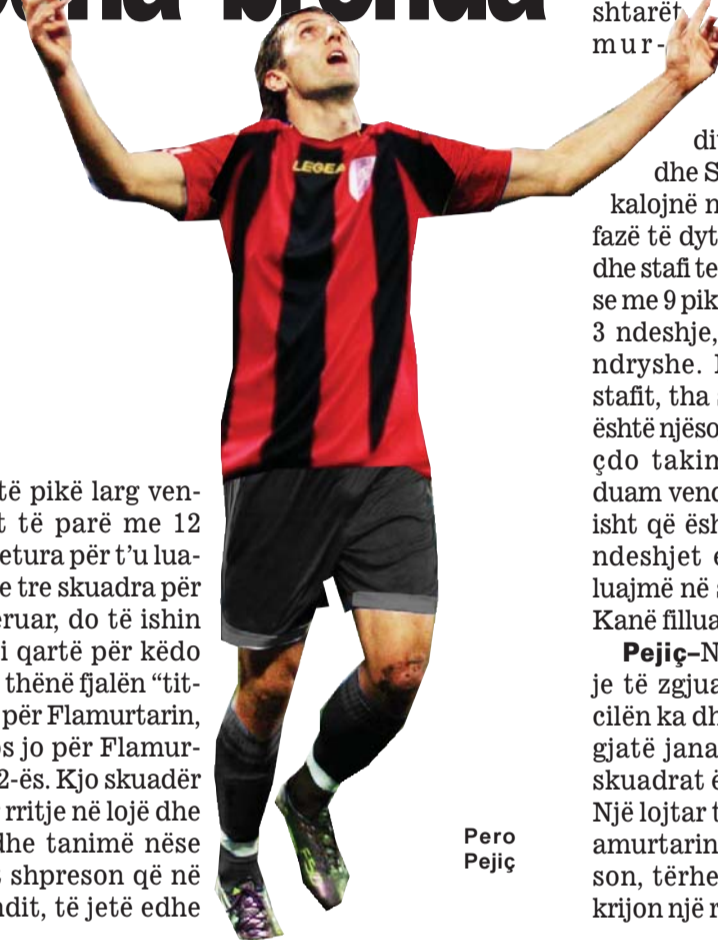 brenda
LEGEA
të pikë larg ven-
t të parë me 12
etura për t’u lua-
e tre skuadra për
eruar, do të ishin
i qartë për këdo
thënë fjalën “tit-
për Flamurtarin,
s jo për Flamur-
2-ës. Kjo skuadër
rritje në lojë dhe
dhe tanimë nëse
t shpreson që në
ndit, të jetë edhe
Pero
Pejiç
shtarët
mur-
di
dhe S
kalojnë n
fazë të dyt
dhe stafi te
se me 9 pik
3 ndeshje,
ndryshe.
stafit, tha
është njëso
çdo takim
duam vend
isht që ësh
ndeshjet e
luajmë në
Kanë fillua
Pejiç–N
je të zgjua
cilën ka dh
gjatë jana
skuadrat ë
Një lojtar t
amurtarin
son, tërhe
krijon një r